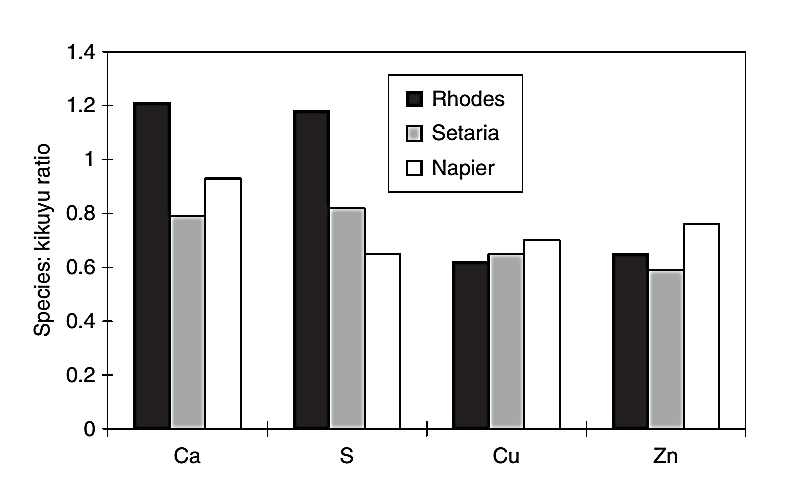 1.4
1.2
1
0.8
0.6
0.4
0.2
0
Species: kikuyu ratio
Rhodes
Setaria
Napier
Ca S Cu Zn